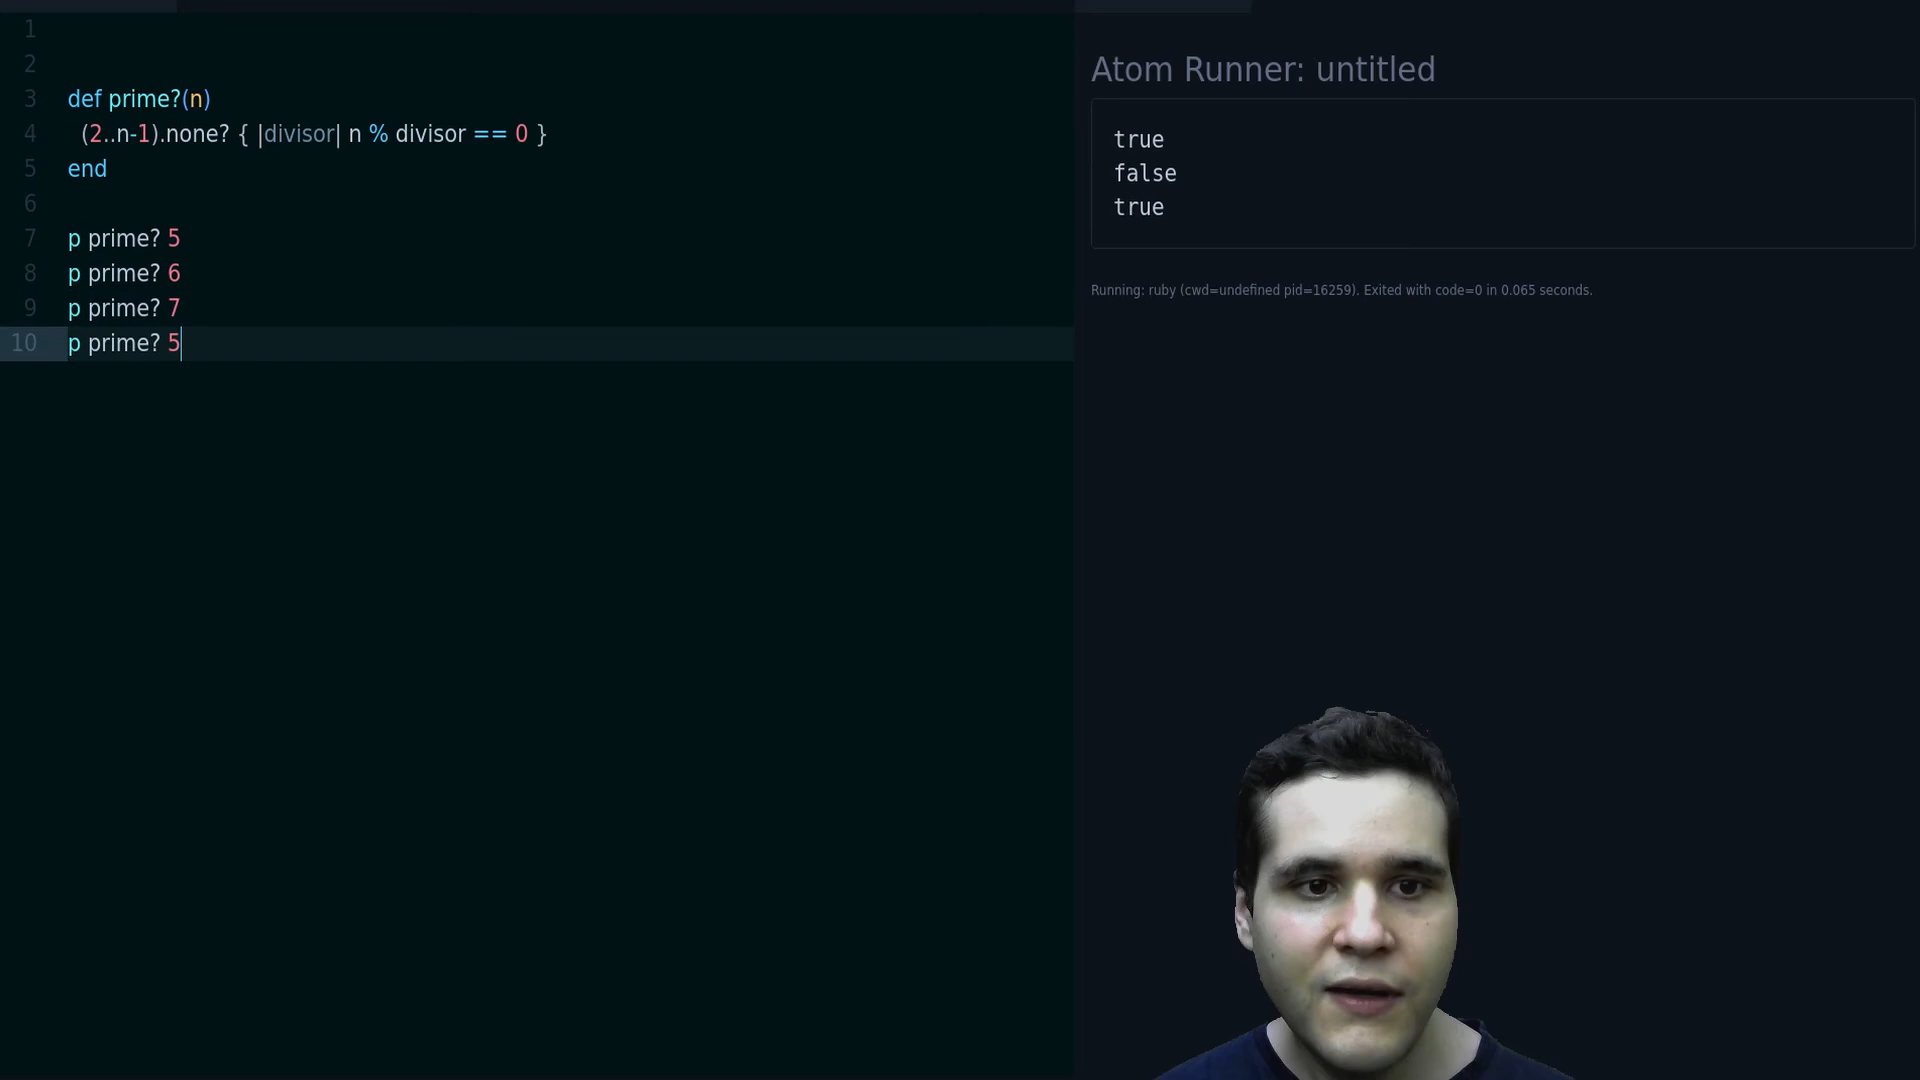 1
2
3 def prime?(n)
4 (2..n-1).none? { |divisor| n % divisor == 0 }
5 end
6
7 p prime? 5
8 p prime? 6
9 p prime? 7
10 p prime? 5
Atom Runner: untitled
true
false
true
Running: ruby (cwd=undefined pid=16259). Exited with code=0 in 0.065 seconds.